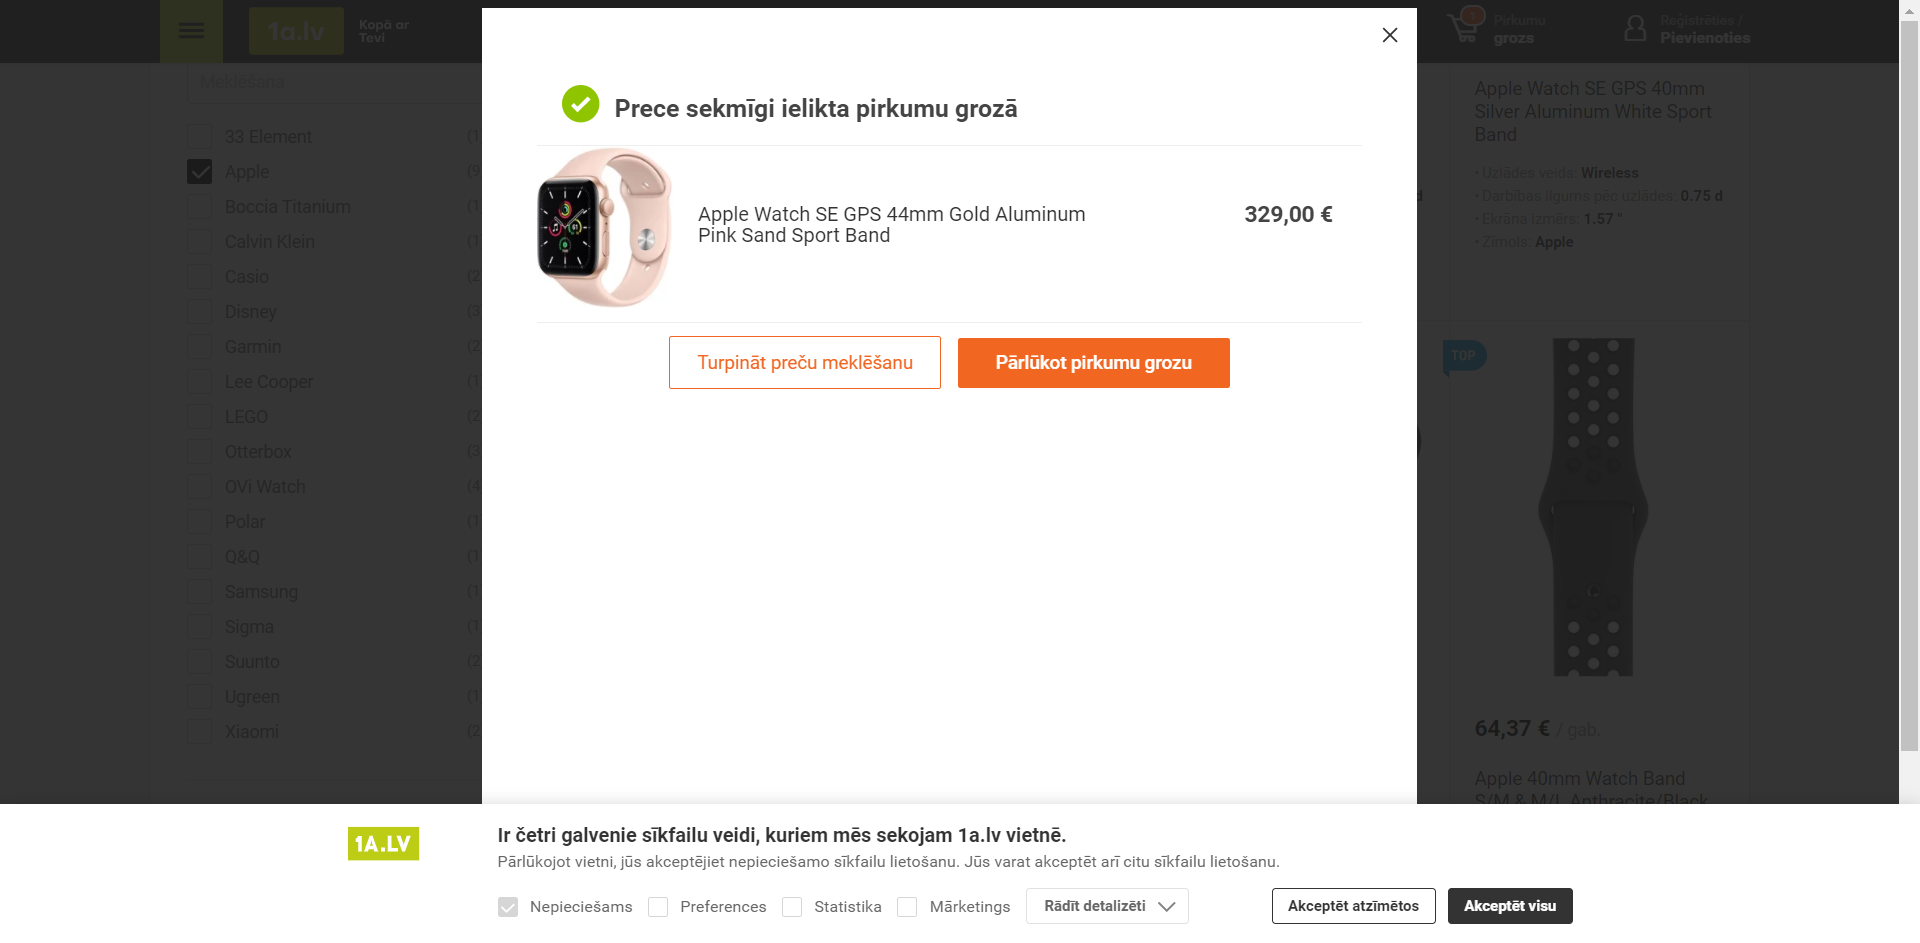 1a.lv
Kopā ar
Tevi
1
Pirkumu
grozs
Reģistrēties /
Pievienoties
Meklēšana
33 Element
Apple
Boccia Titanium
Calvin Klein
Casio
Disney
Garmin
Lee Cooper
LEGO
Otterbox
OVi Watch
Polar
Q&Q
Samsung
Sigma
Suunto
Ugreen
Xiaomi
Prece sekmīgi ielikta pirkumu grozā
Apple Watch SE GPS 44mm Gold Aluminum
Pink Sand Sport Band
329,00 €
Turpināt preču meklēšanu
Pārlūkot pirkumu grozu
Apple Watch SE GPS 40mm
Silver Aluminum White Sport
Band
• Uzlādes veids: Wireless
• Darbības ilgums pēc uzlādes: 0.75 d
• Ekrāna izmērs: 1.57 "
• Zīmols: Apple
TOP
64,37 € / gab.
Apple 40mm Watch Band
S/M & M/L Anthracite/Black
1A.LV
Ir četri galvenie sīkfailu veidi, kuriem mēs sekojam 1a.lv vietnē.
Pārlūkojot vietni, jūs akceptējiet nepieciešamo sīkfailu lietošanu. Jūs varat akceptēt arī citu sīkfailu lietošanu.
Nepieciešams
Preferences
Statistika
Mārketings
Rādīt detalizēti
Akceptēt atzīmētos
Akceptēt visu